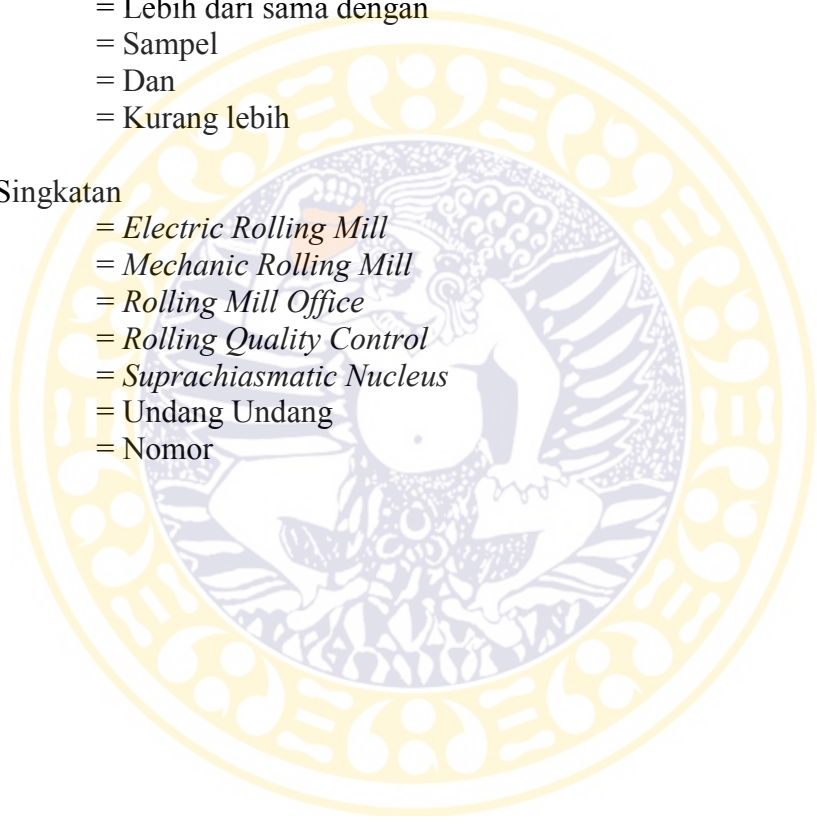 = Lebih dari sama dengan
= Sampel
= Dan
= Kurang lebih
Singkatan
= Electric Rolling Mill
= Mechanic Rolling Mill
= Rolling Mill Office
= Rolling Quality Control
= Suprachiasmatic Nucleus
= Undang Undang
= Nomor